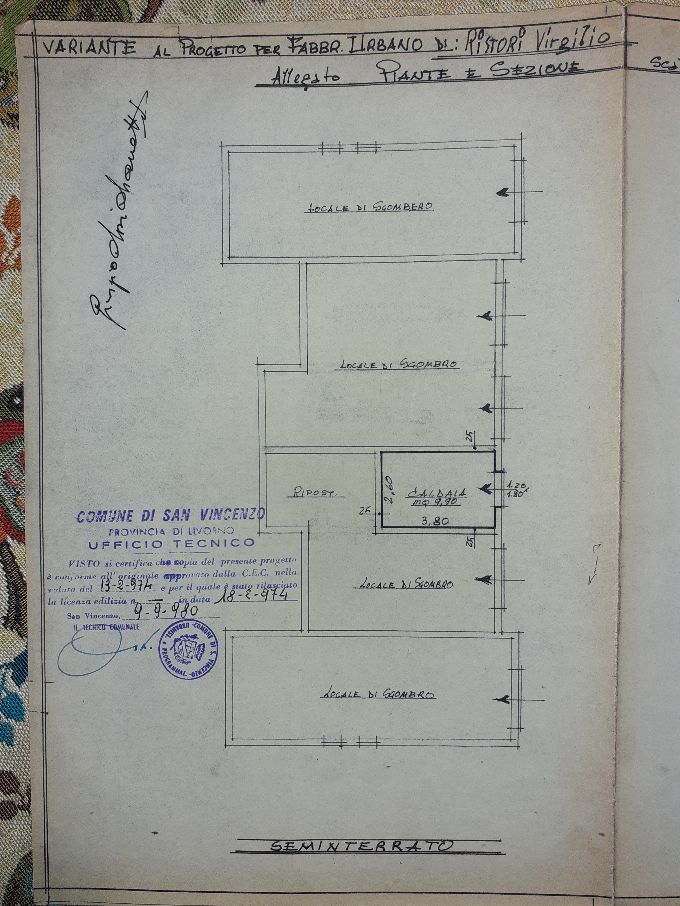 VARIANTE AL PROGETTO PER FABBR. URBANO DI: RISTORI Virgilio
Allegato PIANTE E SEZIONE
LOCALE DI SGOMBERO
LOCALE DI SGOMBRO
25
RIPOST.
2,60
CALDAIA
MQ 9,90
3,80
1.20
1.80
25
25
LOCALE DI SGOMBRO
LOCALE DI SGOMBRO
COMUNE DI SAN VINCENZO
PROVINCIA DI LIVORNO
UFFICIO TECNICO
VISTO si certifica che copia del presente progetto
è conforme all'originale approvato dalla C.E.C. nella
seduta del 13-2-974 e per il quale è stato rilasciato
la licenza edilizia n. in data 18-2-974
San Vincenzo, 9-9-980
IL TECNICO COMUNALE
SEMINTERRATO